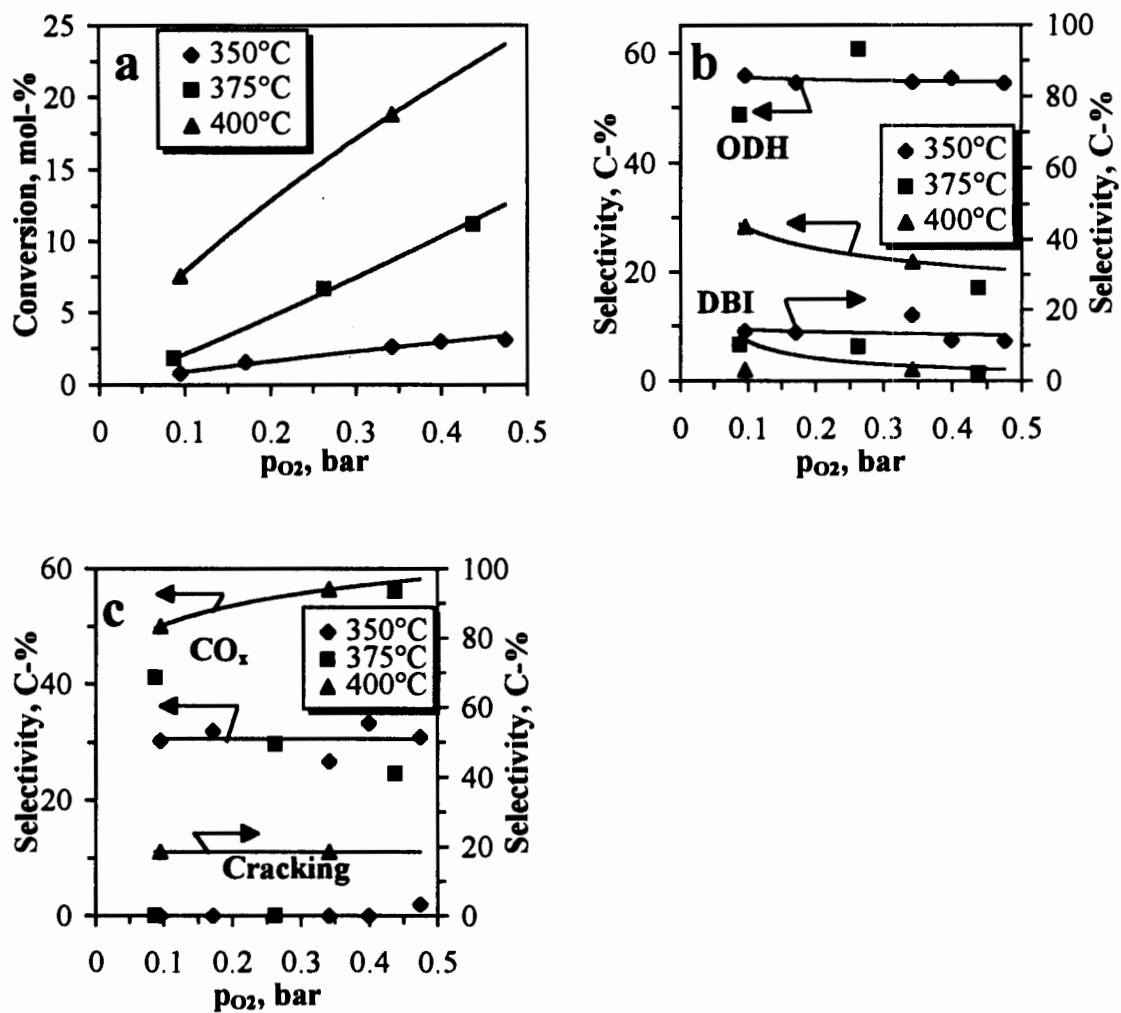 a
350°C
375°C
400°C
Conversion, mol-%
25
20
15
10
5
0
0 0.1 0.2 0.3 0.4 0.5
pO2, bar
b
ODH
DBI
350°C
375°C
400°C
Selectivity, C-%
60
40
20
0
100
80
60
40
20
0
Selectivity, C-%
0 0.1 0.2 0.3 0.4 0.5
pO2, bar
c
COx
Cracking
350°C
375°C
400°C
Selectivity, C-%
60
40
20
0
100
80
60
40
20
0
Selectivity, C-%
0 0.1 0.2 0.3 0.4 0.5
pO2, bar